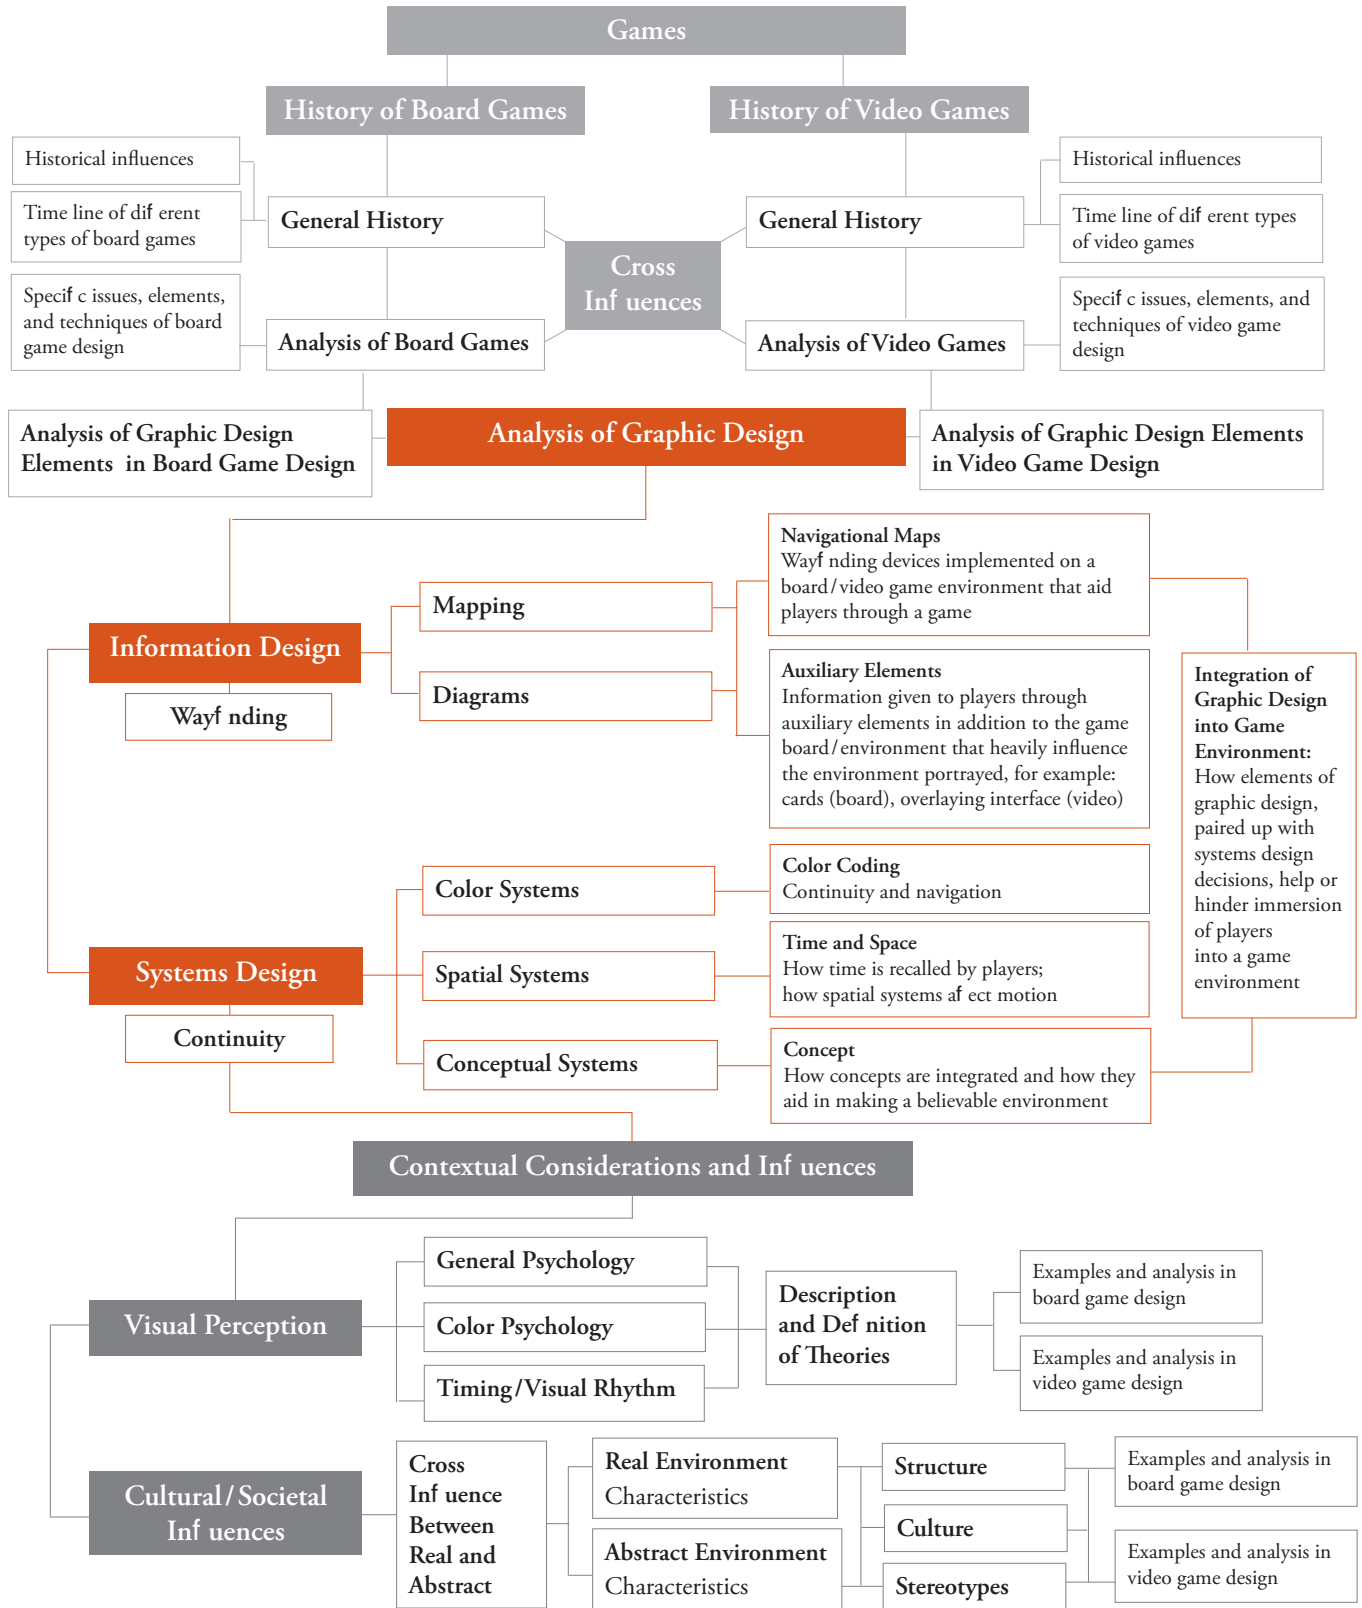 Games
History of Board Games
History of Video Games
Historical influences
Time line of dif erent
types of board games
General History
General History
Historical influences
Time line of dif erent types
of video games
Cross
Inf uences
Specif c issues, elements,
and techniques of board
game design
Analysis of Board Games
Analysis of Video Games
Specif c issues, elements, and
techniques of video game
design
Analysis of Graphic Design
Elements in Board Game Design
Analysis of Graphic Design
Analysis of Graphic Design Elements
in Video Game Design
Information Design
Wayf nding
Mapping
Diagrams
Navigational Maps
Wayf nding devices implemented on a
board/video game environment that aid
players through a game
Auxiliary Elements
Information given to players through
auxiliary elements in addition to the game
board/environment that heavily influence
the environment portrayed, for example:
cards (board), overlaying interface (video)
Integration of
Graphic Design
into Game
Environment:
How elements of
graphic design,
paired up with
systems design
decisions, help or
hinder immersion
of players
into a game
environment
Systems Design
Continuity
Color Systems
Color Coding
Continuity and navigation
Spatial Systems
Time and Space
How time is recalled by players;
how spatial systems af ect motion
Conceptual Systems
Concept
How concepts are integrated and how they
aid in making a believable environment
Contextual Considerations and Inf uences
Visual Perception
General Psychology
Color Psychology
Timing/Visual Rhythm
Description
and Def nition
of Theories
Examples and analysis in
board game design
Examples and analysis in
video game design
Cultural/Societal
Inf uences
Cross
Inf uence
Between
Real and
Abstract
Real Environment
Characteristics
Abstract Environment
Characteristics
Structure
Culture
Stereotypes
Examples and analysis in
board game design
Examples and analysis in
video game design